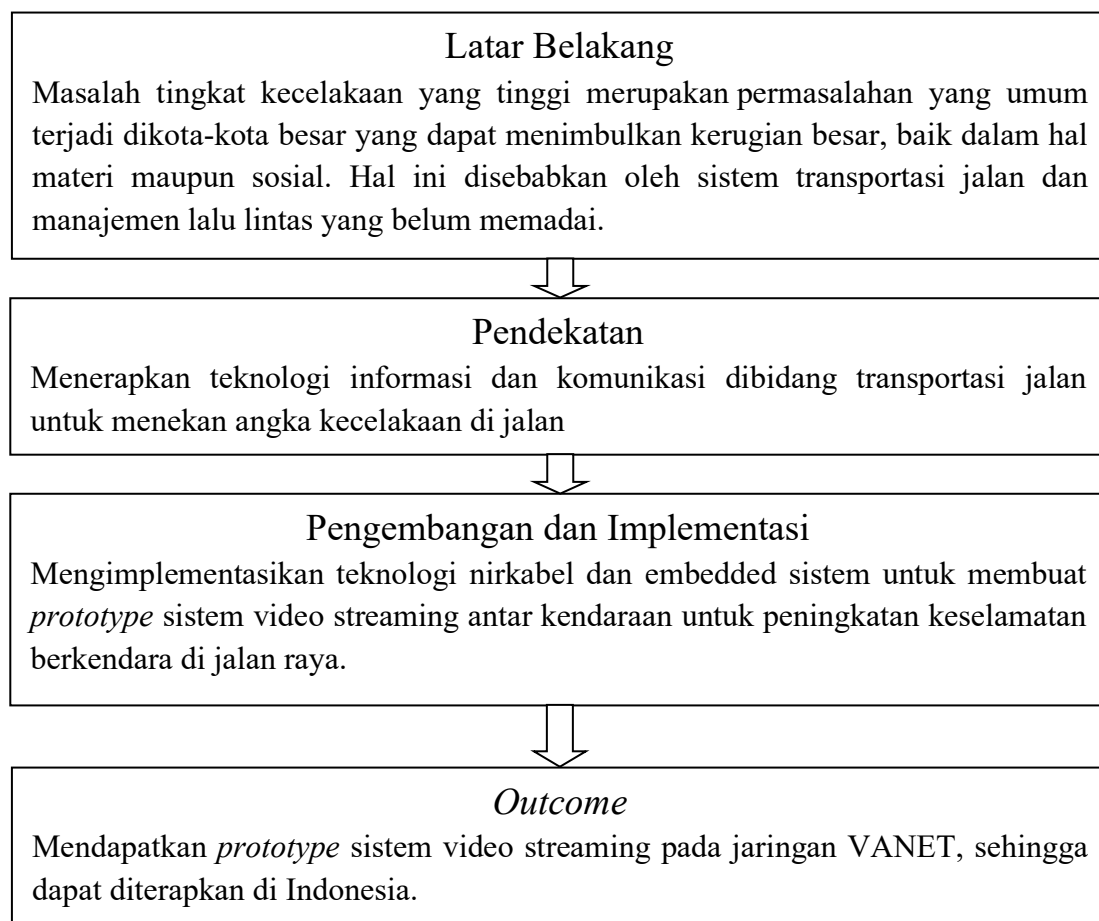 Latar Belakang
Masalah tingkat kecelakaan yang tinggi merupakan permasalahan yang umum
terjadi dikota-kota besar yang dapat menimbulkan kerugian besar, baik dalam hal
materi maupun sosial. Hal ini disebabkan oleh sistem transportasi jalan dan
manajemen lalu lintas yang belum memadai.
Pendekatan
Menerapkan teknologi informasi dan komunikasi dibidang transportasi jalan
untuk menekan angka kecelakaan di jalan
Pengembangan dan Implementasi
Mengimplementasikan teknologi nirkabel dan embedded sistem untuk membuat
prototype sistem video streaming antar kendaraan untuk peningkatan keselamatan
berkendara di jalan raya.
Outcome
Mendapatkan prototype sistem video streaming pada jaringan VANET, sehingga
dapat diterapkan di Indonesia.